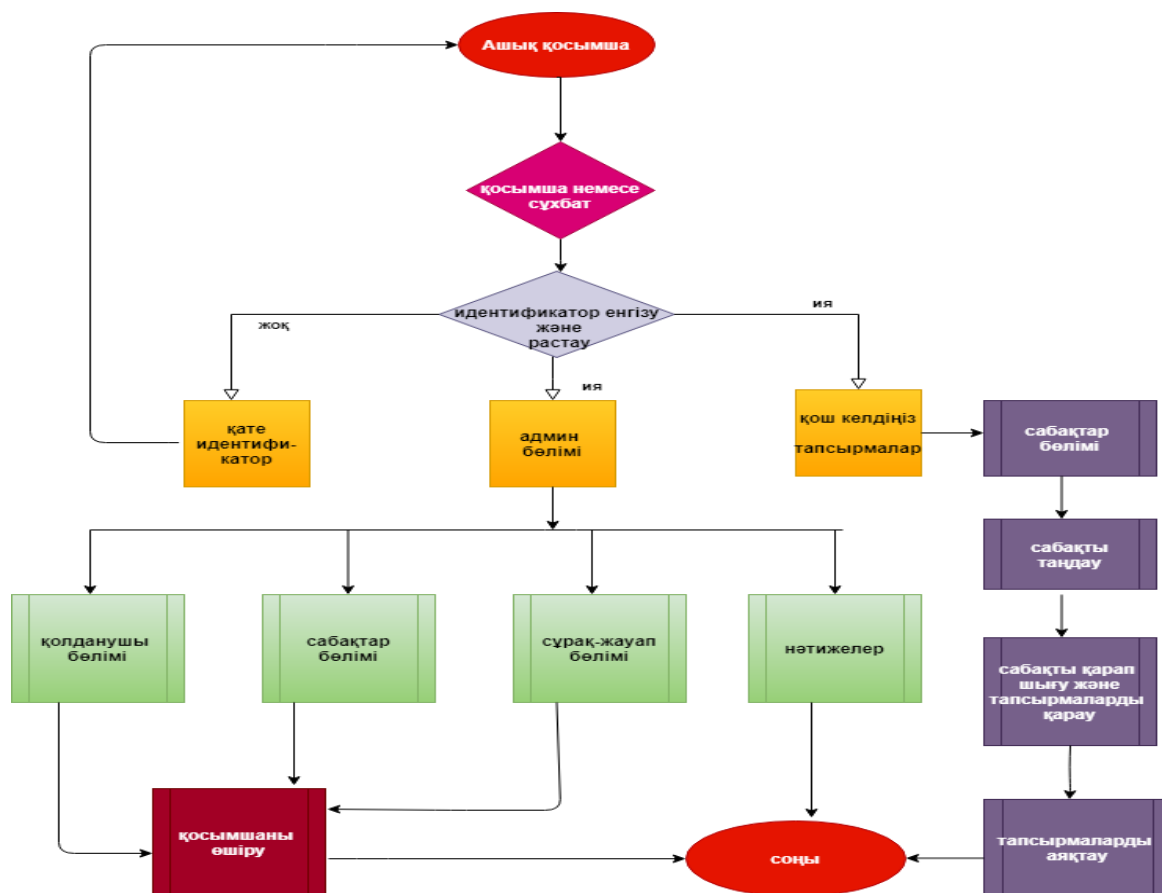 Ашық қосымша
қосымша немесе
сұхбат
идентификатор енгізу
және
растау
жоқ
ия
ия
қате
идентифи-
катор
админ
бөлімі
қош келдіңіз
тапсырмалар
сабақтар
бөлімі
сабақты
таңдау
қолданушы
бөлімі
сабақтар
бөлімі
сұрақ-жауап
бөлімі
нәтижелер
сабақты қарап
шығу және
тапсырмаларды
қарау
қосымшаны
өшіру
соңы
тапсырмаларды
аяқтау